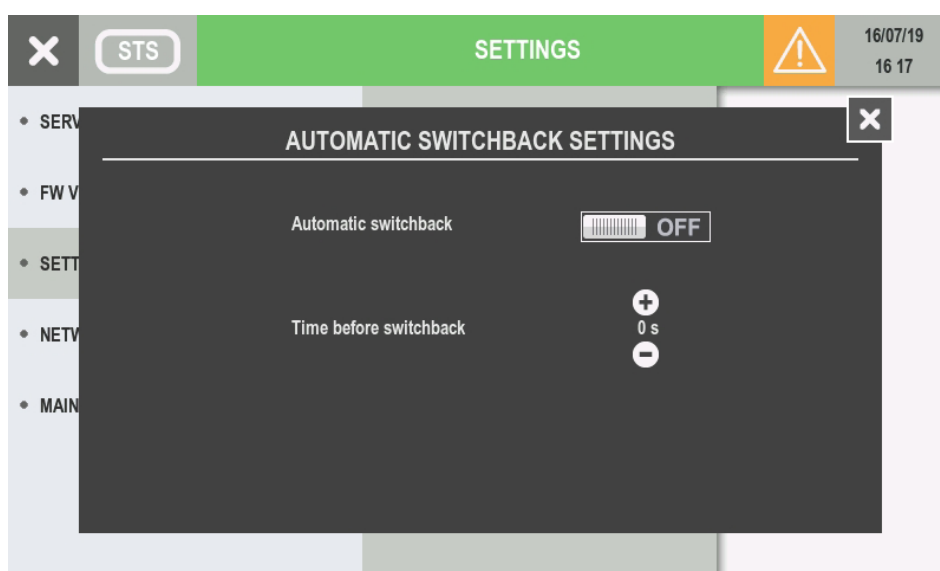 STS
SETTINGS
16/07/19
16 17
SERV
AUTOMATIC SWITCHBACK SETTINGS
FW V
Automatic switchback
OFF
SETT
Time before switchback
0 s
NETW
MAIN